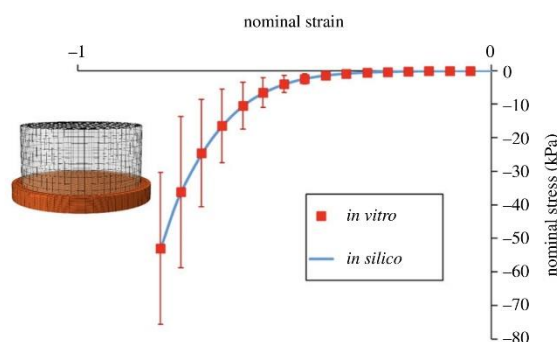 nominal strain
–1
0
0
–10
–20
–30
–40
–50
–60
–70
–80
nominal stress (kPa)
in vitro
in silico